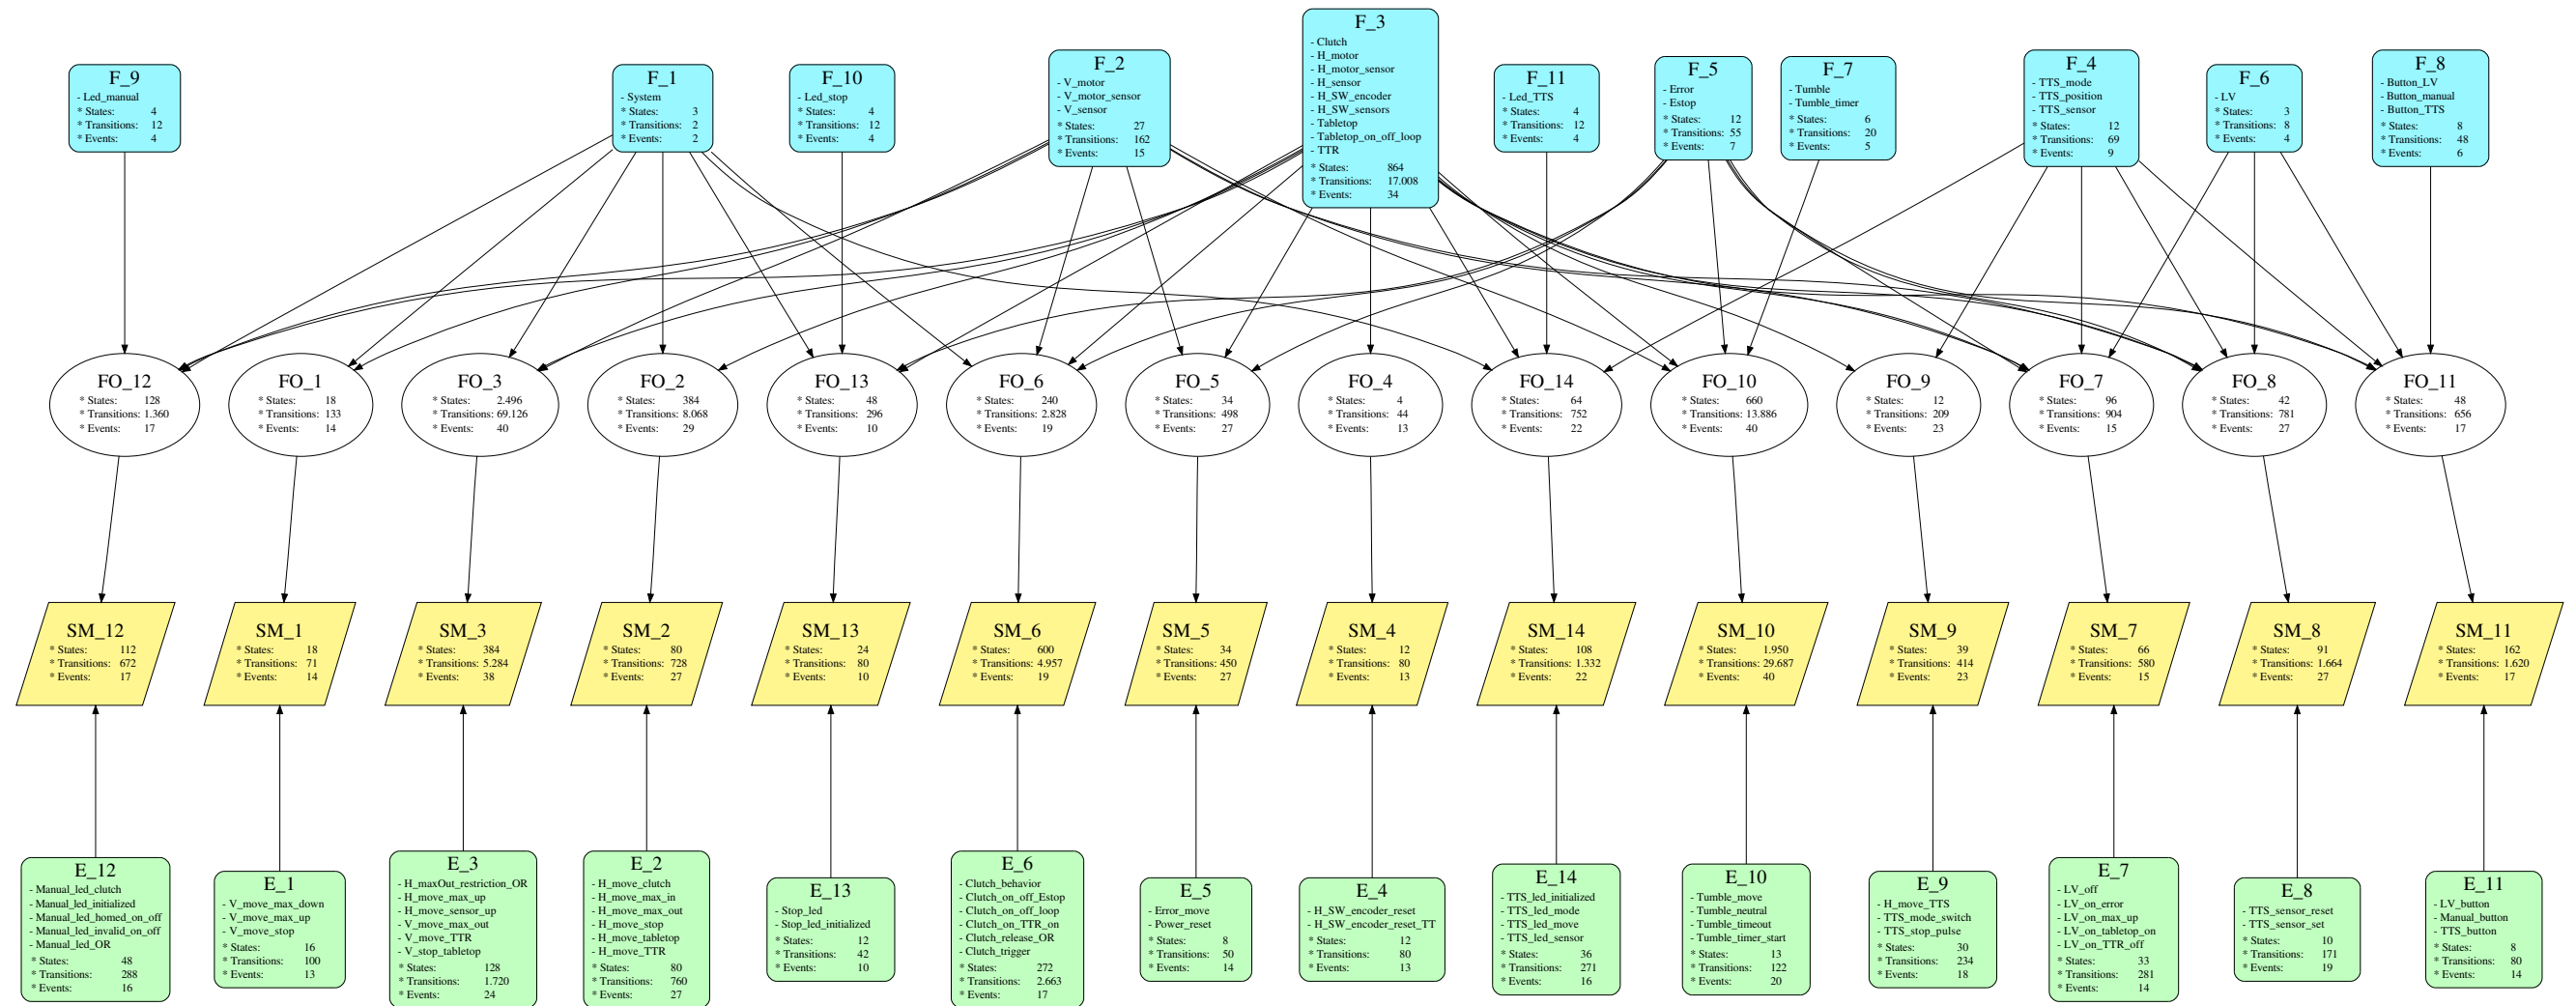 F_9
- Led_manual
* States: 4
* Transitions: 12
* Events: 4
F_1
- System
* States: 3
* Transitions: 2
* Events: 2
F_10
- Led_stop
* States: 4
* Transitions: 12
* Events: 4
F_2
- V_motor
- V_motor_sensor
- V_sensor
* States: 27
* Transitions: 162
* Events: 15
F_3
- Clutch
- H_motor
- H_motor_sensor
- H_sensor
- H_SW_encoder
- H_SW_sensors
- Tabletop
- Tabletop_on_off_loop
- TTR
* States: 864
* Transitions: 17.008
* Events: 34
F_11
- Led_TTS
* States: 4
* Transitions: 12
* Events: 4
F_5
- Error
- Estop
* States: 12
* Transitions: 55
* Events: 7
F_7
- Tumble
- Tumble_timer
* States: 6
* Transitions: 20
* Events: 5
F_4
- TTS_mode
- TTS_position
- TTS_sensor
* States: 12
* Transitions: 69
* Events: 9
F_6
- LV
* States: 3
* Transitions: 8
* Events: 4
F_8
- Button_LV
- Button_manual
- Button_TTS
* States: 8
* Transitions: 48
* Events: 6
FO_12
* States: 128
* Transitions: 1.360
* Events: 17
FO_1
* States: 18
* Transitions: 133
* Events: 14
FO_3
* States: 2.496
* Transitions: 69.126
* Events: 40
FO_2
* States: 384
* Transitions: 8.068
* Events: 29
FO_13
* States: 48
* Transitions: 296
* Events: 10
FO_6
* States: 240
* Transitions: 2.828
* Events: 19
FO_5
* States: 34
* Transitions: 498
* Events: 27
FO_4
* States: 4
* Transitions: 44
* Events: 13
FO_14
* States: 64
* Transitions: 752
* Events: 22
FO_10
* States: 660
* Transitions: 13.886
* Events: 40
FO_9
* States: 12
* Transitions: 209
* Events: 23
FO_7
* States: 96
* Transitions: 904
* Events: 15
FO_8
* States: 42
* Transitions: 781
* Events: 27
FO_11
* States: 48
* Transitions: 656
* Events: 17
SM_12
* States: 112
* Transitions: 672
* Events: 17
SM_1
* States: 18
* Transitions: 71
* Events: 14
SM_3
* States: 384
* Transitions: 5.284
* Events: 38
SM_2
* States: 80
* Transitions: 728
* Events: 27
SM_13
* States: 24
* Transitions: 80
* Events: 10
SM_6
* States: 600
* Transitions: 4.957
* Events: 19
SM_5
* States: 34
* Transitions: 450
* Events: 27
SM_4
* States: 12
* Transitions: 80
* Events: 13
SM_14
* States: 108
* Transitions: 1.332
* Events: 22
SM_10
* States: 1.950
* Transitions: 29.687
* Events: 40
SM_9
* States: 39
* Transitions: 414
* Events: 23
SM_7
* States: 66
* Transitions: 580
* Events: 15
SM_8
* States: 91
* Transitions: 1.664
* Events: 27
SM_11
* States: 162
* Transitions: 1.620
* Events: 17
E_12
- Manual_led_clutch
- Manual_led_initialized
- Manual_led_homed_on_off
- Manual_led_invalid_on_off
- Manual_led_OR
* States: 48
* Transitions: 288
* Events: 16
E_1
- V_move_max_down
- V_move_max_up
- V_move_stop
* States: 16
* Transitions: 100
* Events: 13
E_3
- H_maxOut_restriction_OR
- H_move_max_up
- H_move_sensor_up
- V_move_max_out
- V_move_TTR
- V_stop_tabletop
* States: 128
* Transitions: 1.720
* Events: 24
E_2
- H_move_clutch
- H_move_max_in
- H_move_max_out
- H_move_stop
- H_move_tabletop
- H_move_TTR
* States: 80
* Transitions: 760
* Events: 27
E_13
- Stop_led
- Stop_led_initialized
* States: 12
* Transitions: 42
* Events: 10
E_6
- Clutch_behavior
- Clutch_on_off_Estop
- Clutch_on_off_loop
- Clutch_on_TTR_on
- Clutch_release_OR
- Clutch_trigger
* States: 272
* Transitions: 2.663
* Events: 17
E_5
- Error_move
- Power_reset
* States: 8
* Transitions: 50
* Events: 14
E_4
- H_SW_encoder_reset
- H_SW_encoder_reset_TT
* States: 12
* Transitions: 80
* Events: 13
E_14
- TTS_led_initialized
- TTS_led_mode
- TTS_led_move
- TTS_led_sensor
* States: 36
* Transitions: 271
* Events: 16
E_10
- Tumble_move
- Tumble_neutral
- Tumble_timeout
- Tumble_timer_start
* States: 13
* Transitions: 122
* Events: 20
E_9
- H_move_TTS
- TTS_mode_switch
- TTS_stop_pulse
* States: 30
* Transitions: 234
* Events: 18
E_7
- LV_off
- LV_on_error
- LV_on_max_up
- LV_on_tabletop_on
- LV_on_TTR_off
* States: 33
* Transitions: 281
* Events: 14
E_8
- TTS_sensor_reset
- TTS_sensor_set
* States: 10
* Transitions: 171
* Events: 19
E_11
- LV_button
- Manual_button
- TTS_button
* States: 8
* Transitions: 80
* Events: 14